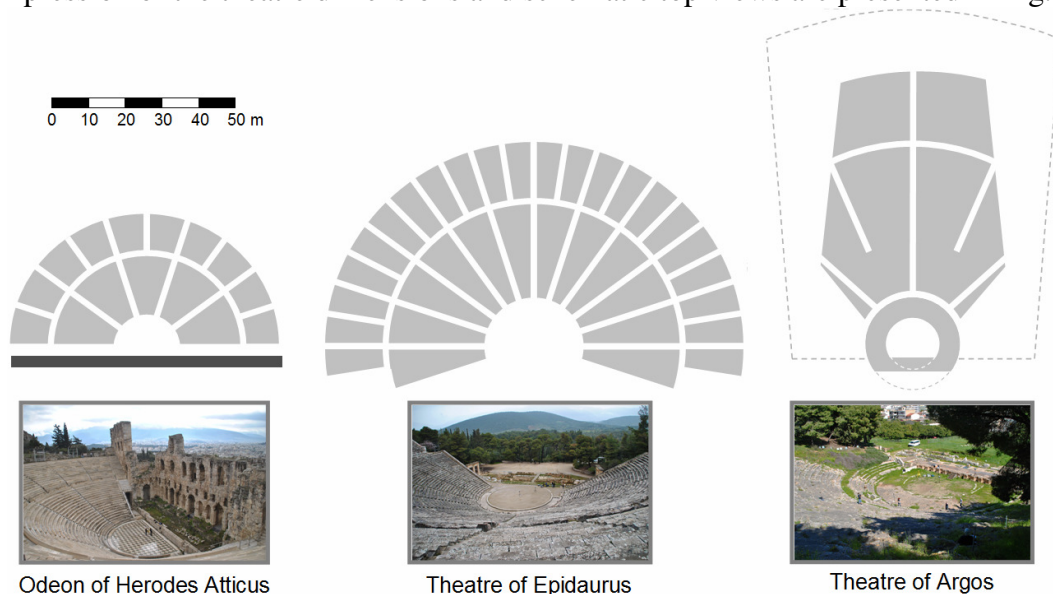 0 10 20 30 40 50 m
Odeon of Herodes Atticus
Theatre of Epidaurus
Theatre of Argos